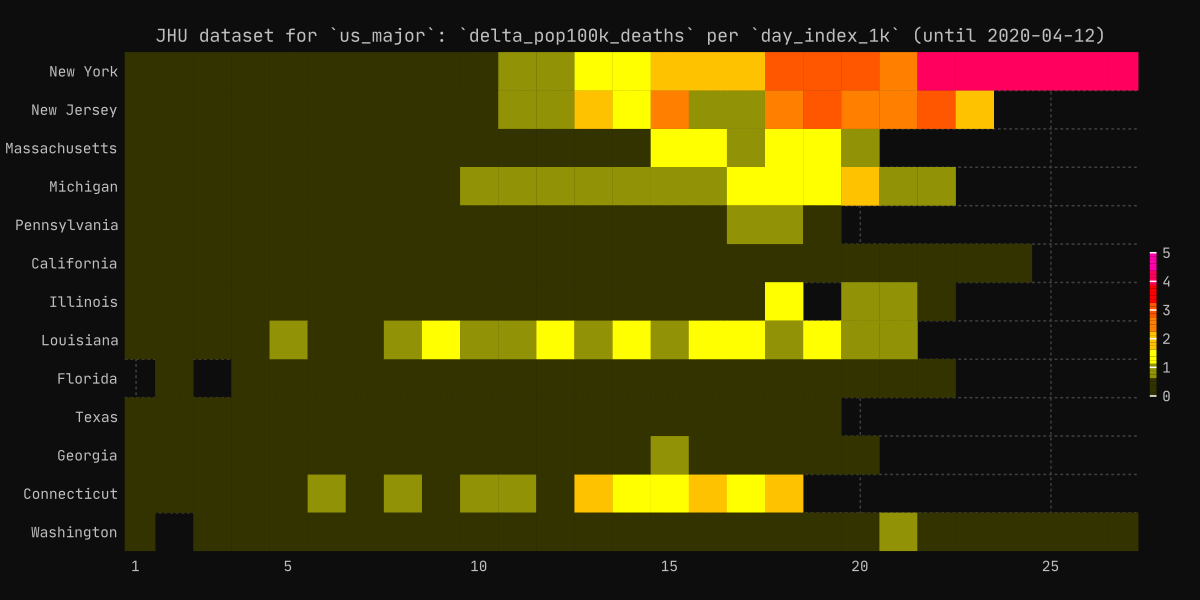 JHU dataset for `us_major`: `delta_pop100k_deaths` per `day_index_1k` (until 2020-04-12)
New York
New Jersey
Massachusetts
Michigan
Pennsylvania
California
Illinois
Louisiana
Florida
Texas
Georgia
Connecticut
Washington
5
4
3
2
1
0
1 5 10 15 20 25